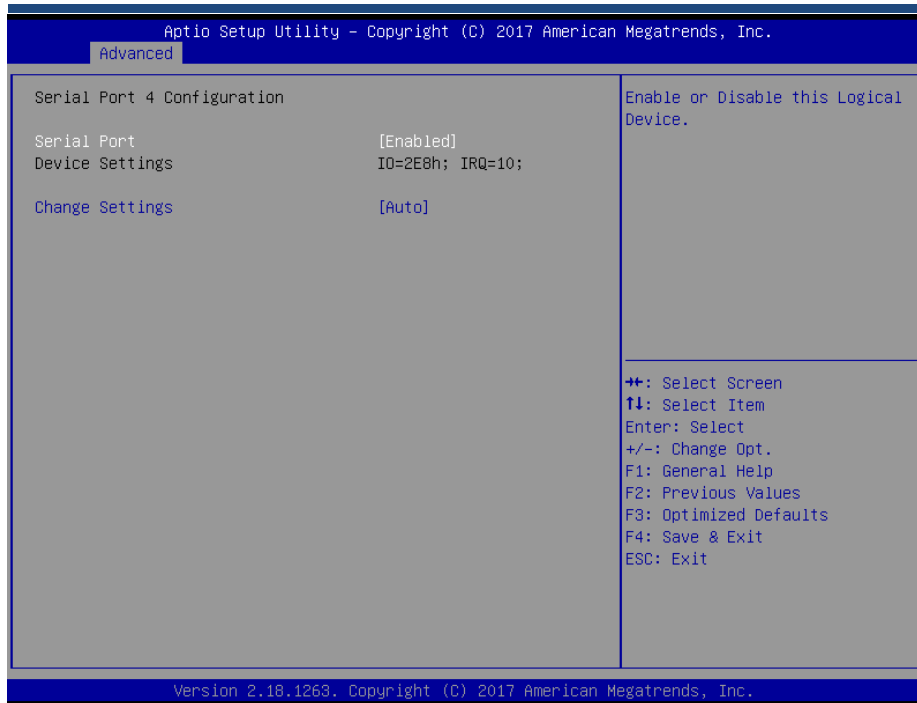 Aptio Setup Utility – Copyright (C) 2017 American Megatrends, Inc.
Advanced
Serial Port 4 Configuration
Serial Port [Enabled]
Device Settings IO=2E8h; IRQ=10;
Change Settings [Auto]
Enable or Disable this Logical
Device.
→←: Select Screen
↑↓: Select Item
Enter: Select
+/-: Change Opt.
F1: General Help
F2: Previous Values
F3: Optimized Defaults
F4: Save & Exit
ESC: Exit
Version 2.18.1263. Copyright (C) 2017 American Megatrends, Inc.